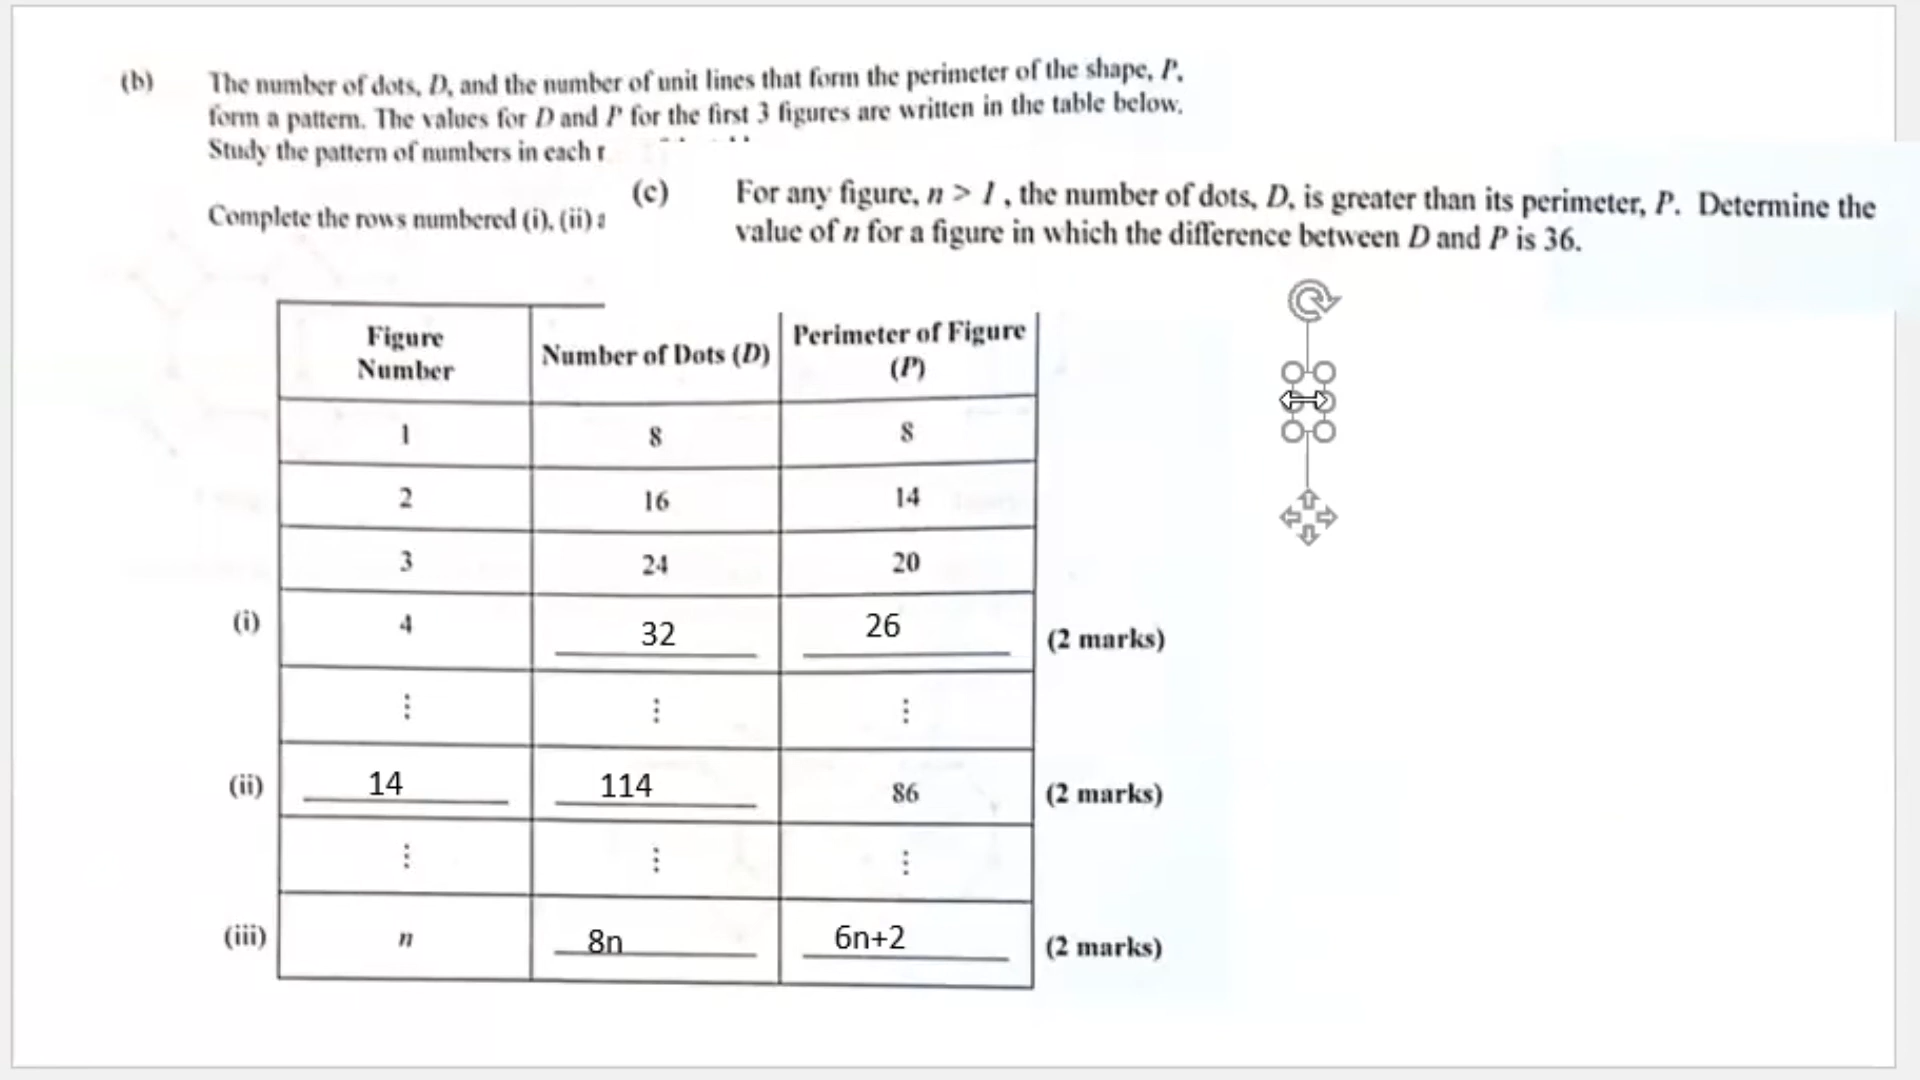 (b) The number of dots, D, and the number of unit lines that form the perimeter of the shape, P,
form a pattern. The values for D and P for the first 3 figures are written in the table below.
Study the pattern of numbers in each r
Complete the rows numbered (i), (ii) a
(c) For any figure, n > 1, the number of dots, D, is greater than its perimeter, P. Determine the
value of n for a figure in which the difference between D and P is 36.
Figure Number Number of Dots (D) Perimeter of Figure (P)
1 8 8
2 16 14
3 24 20
(i) 4 32 26 (2 marks)
⋮ ⋮ ⋮
(ii) 14 114 86 (2 marks)
⋮ ⋮ ⋮
(iii) n 8n 6n+2 (2 marks)